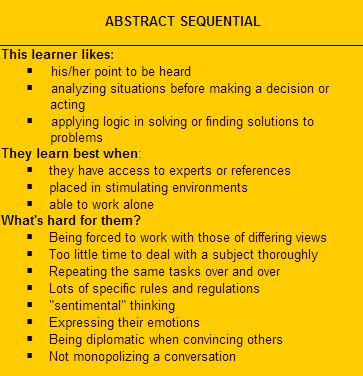 ABSTRACT SEQUENTIAL
This learner likes:
▪ his/her point to be heard
▪ analyzing situations before making a decision or
acting
▪ applying logic in solving or finding solutions to
problems
They learn best when:
▪ they have access to experts or references
▪ placed in stimulating environments
▪ able to work alone
What's hard for them?
▪ Being forced to work with those of differing views
▪ Too little time to deal with a subject thoroughly
▪ Repeating the same tasks over and over
▪ Lots of specific rules and regulations
▪ "sentimental" thinking
▪ Expressing their emotions
▪ Being diplomatic when convincing others
▪ Not monopolizing a conversation